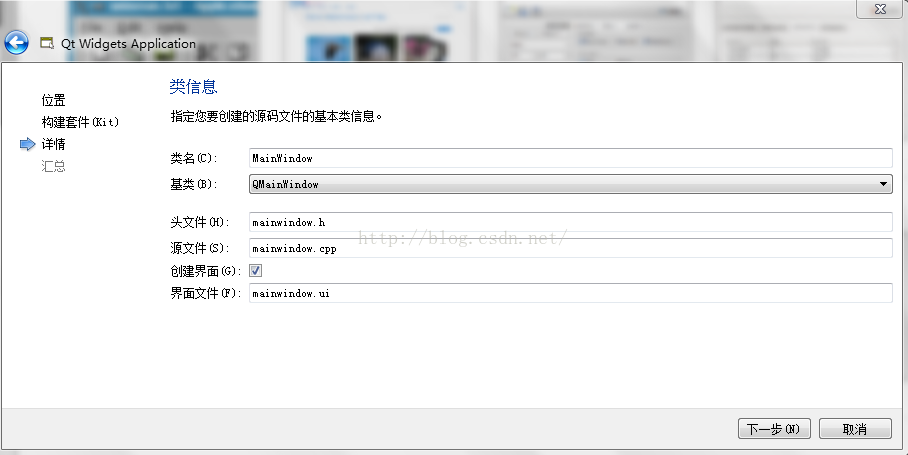 Qt Widgets Application
位置
构建套件(Kit)
详情
汇总
类信息
指定您要创建的源码文件的基本类信息。
类名(C): MainWindow
基类(B): QMainWindow
头文件(H): mainwindow.h
http://blog.csdn.net/
源文件(S): mainwindow.cpp
创建界面(G):
界面文件(F): mainwindow.ui
下一步(N) 取消